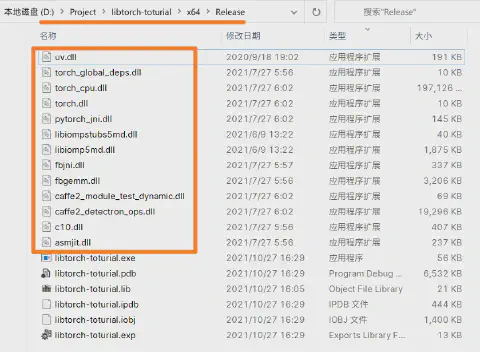 本地磁盘 (D:) > Project > libtorch-toturial > x64 > Release 搜索"Release"
名称 修改日期 类型 大小
uv.dll 2020/9/18 19:02 应用程序扩展 191 KB
torch_global_deps.dll 2021/7/27 5:56 应用程序扩展 10 KB
torch_cpu.dll 2021/7/27 6:02 应用程序扩展 197,126 KB
torch.dll 2021/7/27 6:02 应用程序扩展 10 KB
pytorch_jni.dll 2021/7/27 6:02 应用程序扩展 145 KB
libiompstubs5md.dll 2021/6/9 13:22 应用程序扩展 40 KB
libiomp5md.dll 2021/6/9 13:22 应用程序扩展 1,875 KB
fbjni.dll 2021/7/27 5:57 应用程序扩展 337 KB
fbgemm.dll 2021/7/27 5:56 应用程序扩展 3,206 KB
caffe2_module_test_dynamic.dll 2021/7/27 6:02 应用程序扩展 69 KB
caffe2_detectron_ops.dll 2021/7/27 6:02 应用程序扩展 19,296 KB
c10.dll 2021/7/27 5:56 应用程序扩展 407 KB
asmjit.dll 2021/7/27 5:56 应用程序扩展 237 KB
libtorch-toturial.exe 2021/10/27 16:29 应用程序 56 KB
libtorch-toturial.pdb 2021/10/27 16:29 Program Debug ... 6,532 KB
libtorch-toturial.lib 2021/10/27 16:05 Object File Library 21 KB
libtorch-toturial.ipdb 2021/10/27 16:29 IPDB 文件 444 KB
libtorch-toturial.iobj 2021/10/27 16:29 IOBJ 文件 1,400 KB
libtorch-toturial.exp 2021/10/27 16:29 Exports Library F... 13 KB